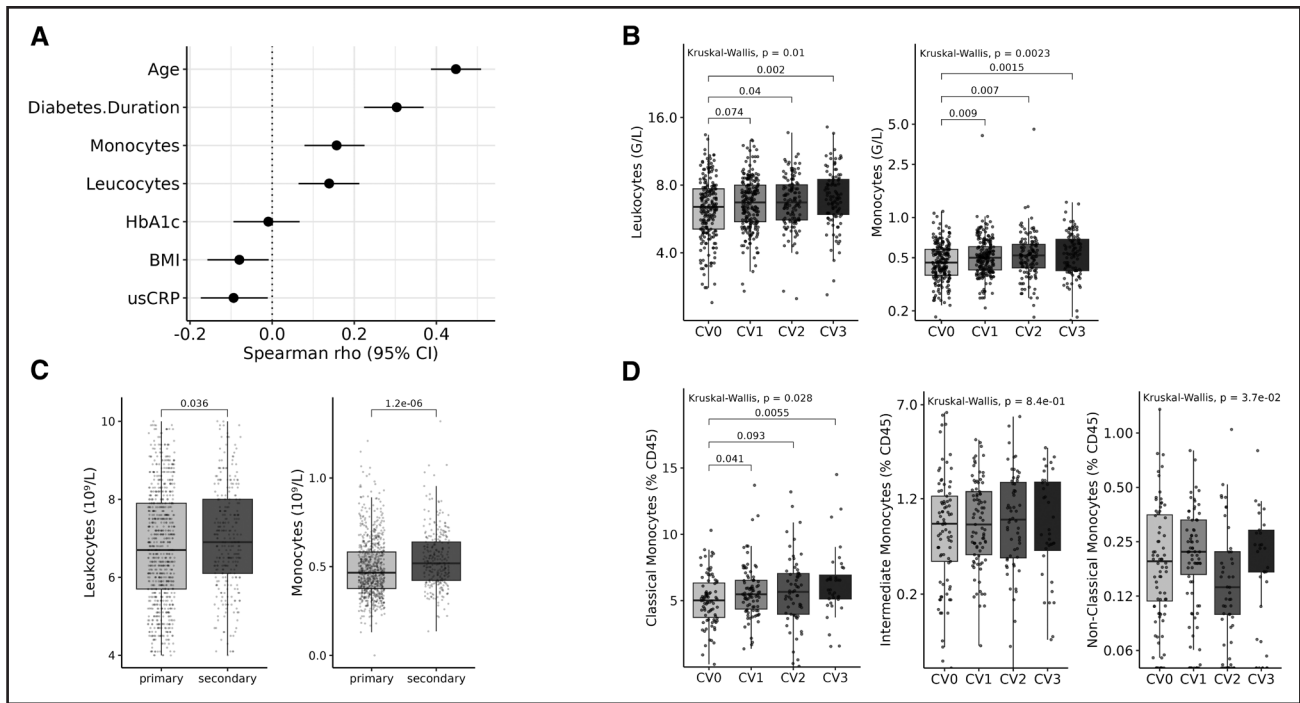 A
Age
Diabetes.Duration
Monocytes
Leucocytes
HbA1c
BMI
usCRP
-0.2 0.0 0.2 0.4
Spearman rho (95% CI)
B
Kruskal-Wallis, p = 0.01
0.002
0.04
0.074
Leukocytes (G/L)
16.0
8.0
4.0
CV0 CV1 CV2 CV3
Kruskal-Wallis, p = 0.0023
0.0015
0.007
0.009
Monocytes (G/L)
5.0
2.5
1.0
0.5
0.2
CV0 CV1 CV2 CV3
C
0.036
Leukocytes (10⁹/L)
10
8
6
4
primary secondary
1.2e-06
Monocytes (10⁹/L)
1.0
0.5
0.0
primary secondary
D
Kruskal-Wallis, p = 0.028
0.0055
0.093
0.041
Classical Monocytes (% CD45)
15
10
5
CV0 CV1 CV2 CV3
Kruskal-Wallis, p = 8.4e-01
Intermediate Monocytes (% CD45)
7.0
1.2
0.2
CV0 CV1 CV2 CV3
Kruskal-Wallis, p = 3.7e-02
Non-Classical Monocytes (% CD45)
1.00
0.50
0.25
0.12
0.06
CV0 CV1 CV2 CV3